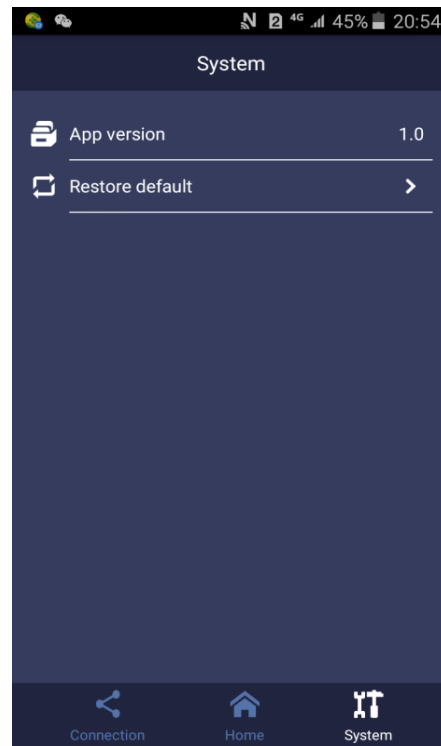 2 4G 45% 20:54
System
App version 1.0
Restore default
Connection Home System